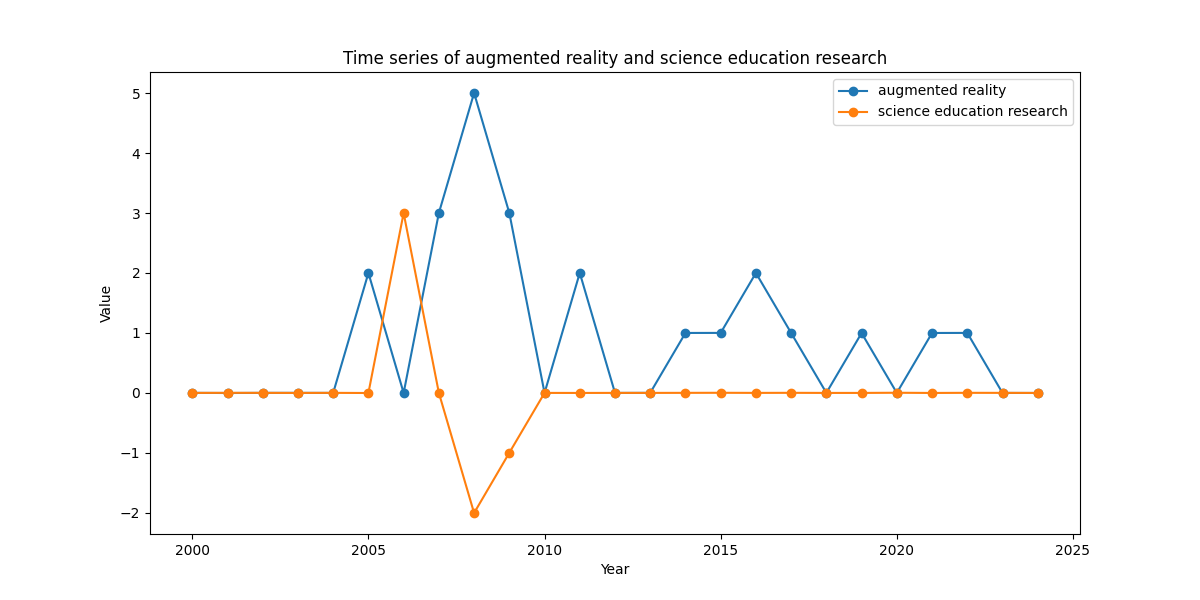 Time series of augmented reality and science education research
augmented reality
science education research
5
4
3
2
1
0
−1
−2
Value
2000
2005
2010
2015
2020
2025
Year